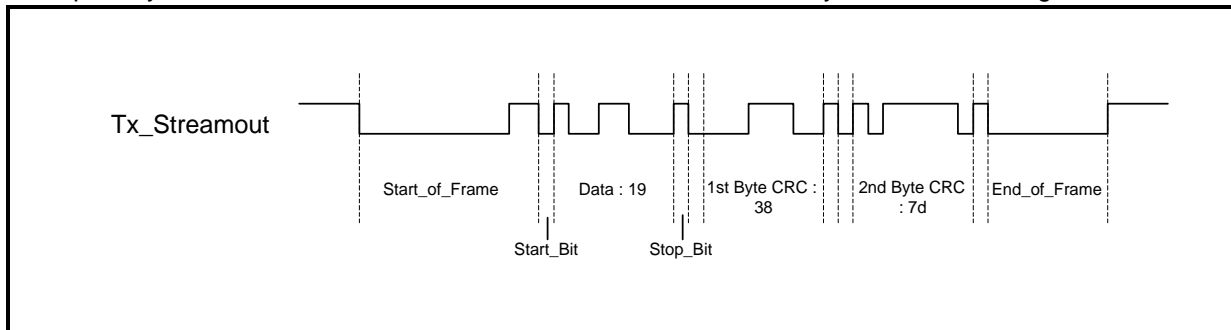 Tx_Streamout
Start_of_Frame
Data : 19
1st Byte CRC :
38
2nd Byte CRC
: 7d
End_of_Frame
Start_Bit
Stop_Bit